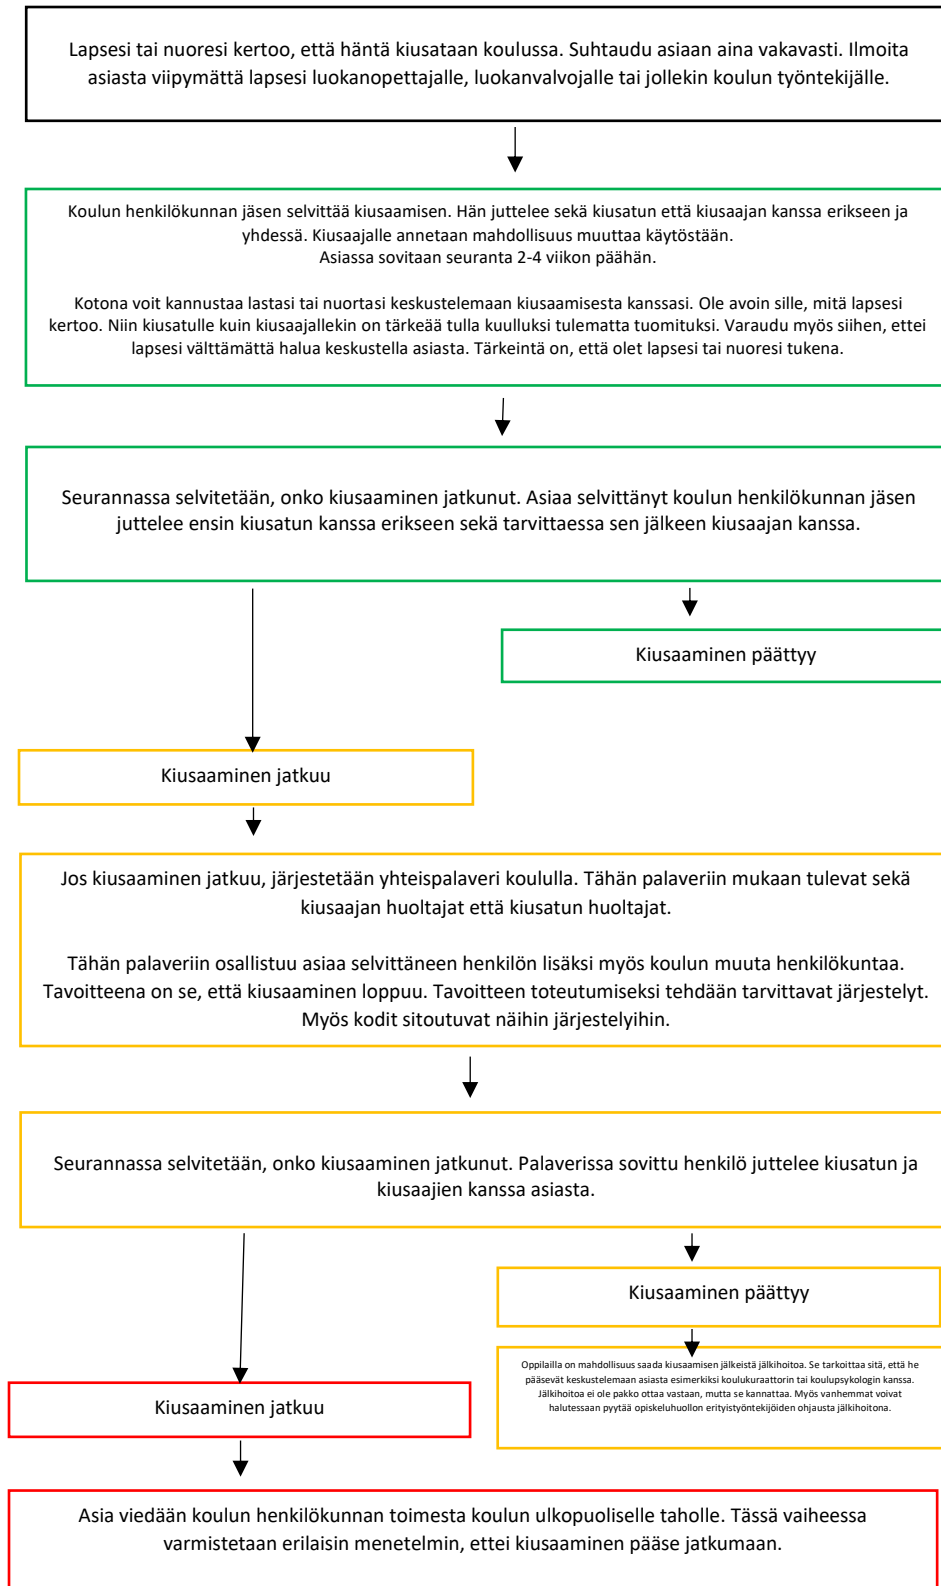 Lapsesi tai nuoresi kertoo, että häntä kiusataan koulussa. Suhtaudu asiaan aina vakavasti. Ilmoita
asiasta viipymättä lapsesi luokanopettajalle, luokanvalvojalle tai jollekin koulun työntekijälle.
Koulun henkilökunnan jäsen selvittää kiusaamisen. Hän juttelee sekä kiusatun että kiusaajan kanssa erikseen ja
yhdessä. Kiusaajalle annetaan mahdollisuus muuttaa käytöstään.
Asiassa sovitaan seuranta 2-4 viikon päähän.
Kotona voit kannustaa lastasi tai nuortasi keskustelemaan kiusaamisesta kanssasi. Ole avoin sille, mitä lapsesi
kertoo. Niin kiusatulle kuin kiusaajallekin on tärkeää tulla kuulluksi tulematta tuomituksi. Varaudu myös siihen, ettei
lapsesi välttämättä halua keskustella asiasta. Tärkeintä on, että olet lapsesi tai nuoresi tukena.
Seurannassa selvitetään, onko kiusaaminen jatkunut. Asiaa selvittänyt koulun henkilökunnan jäsen
juttelee ensin kiusatun kanssa erikseen sekä tarvittaessa sen jälkeen kiusaajan kanssa.
Kiusaaminen päättyy
Kiusaaminen jatkuu
Jos kiusaaminen jatkuu, järjestetään yhteispalaveri koululla. Tähän palaveriin mukaan tulevat sekä
kiusaajan huoltajat että kiusatun huoltajat.
Tähän palaveriin osallistuu asiaa selvittäneen henkilön lisäksi myös koulun muuta henkilökuntaa.
Tavoitteena on se, että kiusaaminen loppuu. Tavoitteen toteutumiseksi tehdään tarvittavat järjestelyt.
Myös kodit sitoutuvat näihin järjestelyihin.
Seurannassa selvitetään, onko kiusaaminen jatkunut. Palaverissa sovittu henkilö juttelee kiusatun ja
kiusaajien kanssa asiasta.
Kiusaaminen päättyy
Oppilailla on mahdollisuus saada kiusaamisen jälkeistä jälkihoitoa. Se tarkoittaa sitä, että he
pääsevät keskustelemaan asiasta esimerkiksi koulukuraattorin tai koulupsykologin kanssa.
Jälkihoitoa ei ole pakko ottaa vastaan, mutta se kannattaa. Myös vanhemmat voivat
halutessaan pyytää opiskeluhuollon erityistyöntekijöiden ohjausta jälkihoitona.
Kiusaaminen jatkuu
Asia viedään koulun henkilökunnan toimesta koulun ulkopuoliselle taholle. Tässä vaiheessa
varmistetaan erilaisin menetelmin, ettei kiusaaminen pääse jatkumaan.